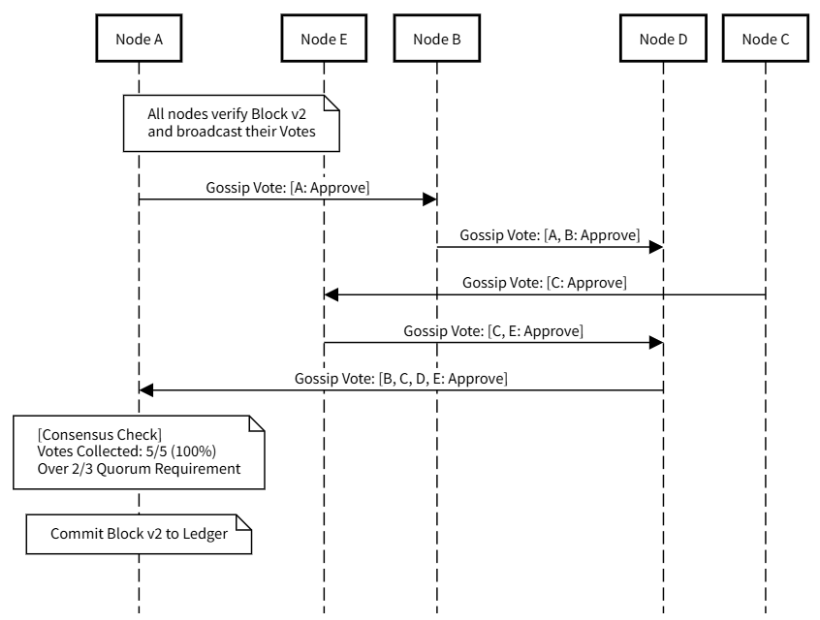 Node A
Node E
Node B
Node D
Node C
All nodes verify Block v2
and broadcast their Votes
Gossip Vote: [A: Approve]
Gossip Vote: [A, B: Approve]
Gossip Vote: [C: Approve]
Gossip Vote: [C, E: Approve]
Gossip Vote: [B, C, D, E: Approve]
[Consensus Check]
Votes Collected: 5/5 (100%)
Over 2/3 Quorum Requirement
Commit Block v2 to Ledger